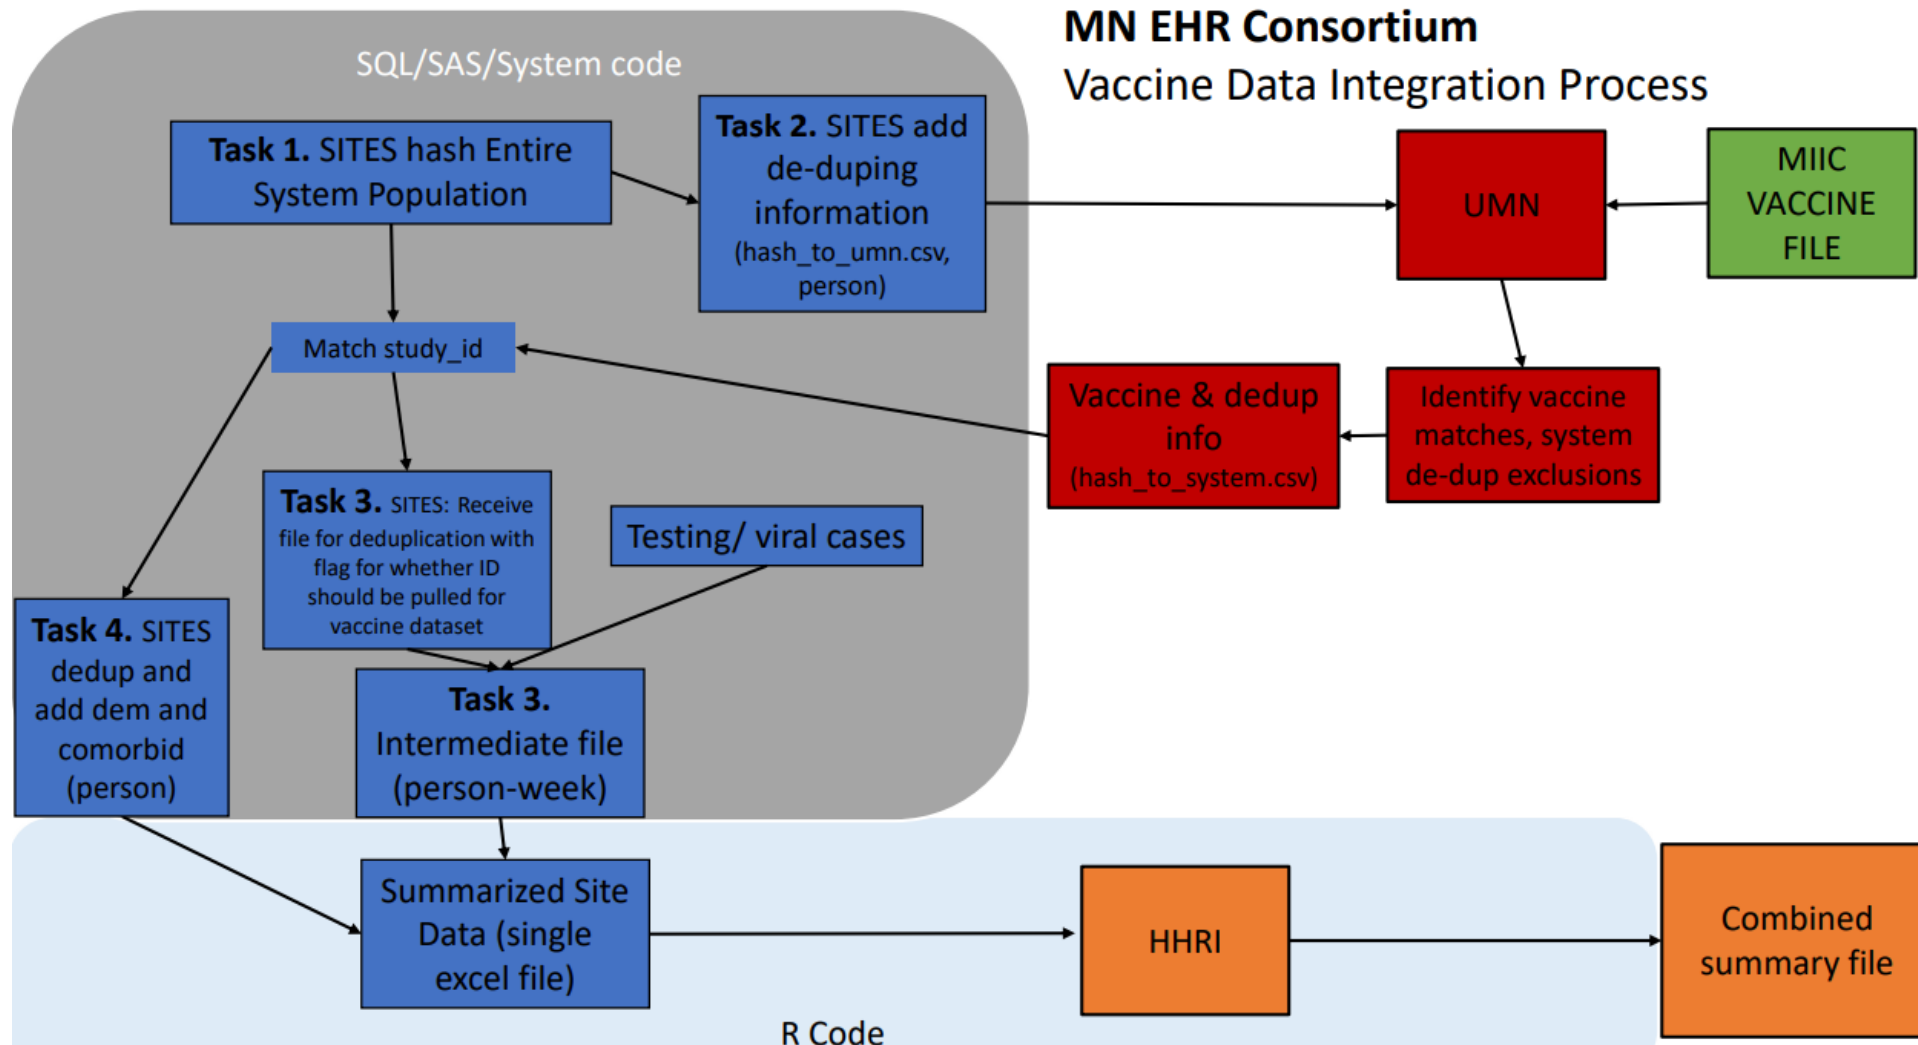 MN EHR Consortium
Vaccine Data Integration Process
SQL/SAS/System code
Task 1. SITES hash Entire
System Population
Task 2. SITES add
de-duping
information
(hash_to_umn.csv,
person)
UMN
MIIC
VACCINE
FILE
Match study_id
Vaccine & dedup
info
(hash_to_system.csv)
Identify vaccine
matches, system
de-dup exclusions
Task 3. SITES: Receive
file for deduplication with
flag for whether ID
should be pulled for
vaccine dataset
Testing/ viral cases
Task 4. SITES
dedup and
add dem and
comorbid
(person)
Task 3.
Intermediate file
(person-week)
Summarized Site
Data (single
excel file)
HHRI
Combined
summary file
R Code